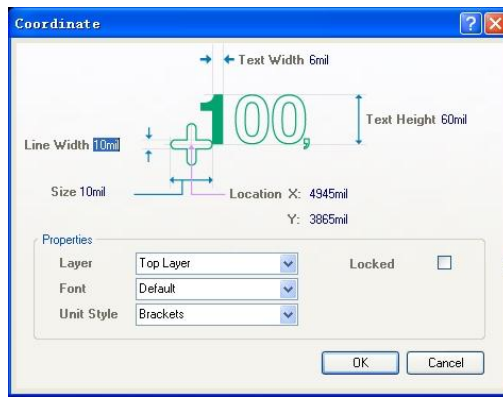 Coordinate
Text Width 6mil
100,
Text Height 60mil
Line Width 10mil
Size 10mil
Location X: 4945mil
Y: 3865mil
Properties
Layer Top Layer Locked
Font Default
Unit Style Brackets
OK Cancel